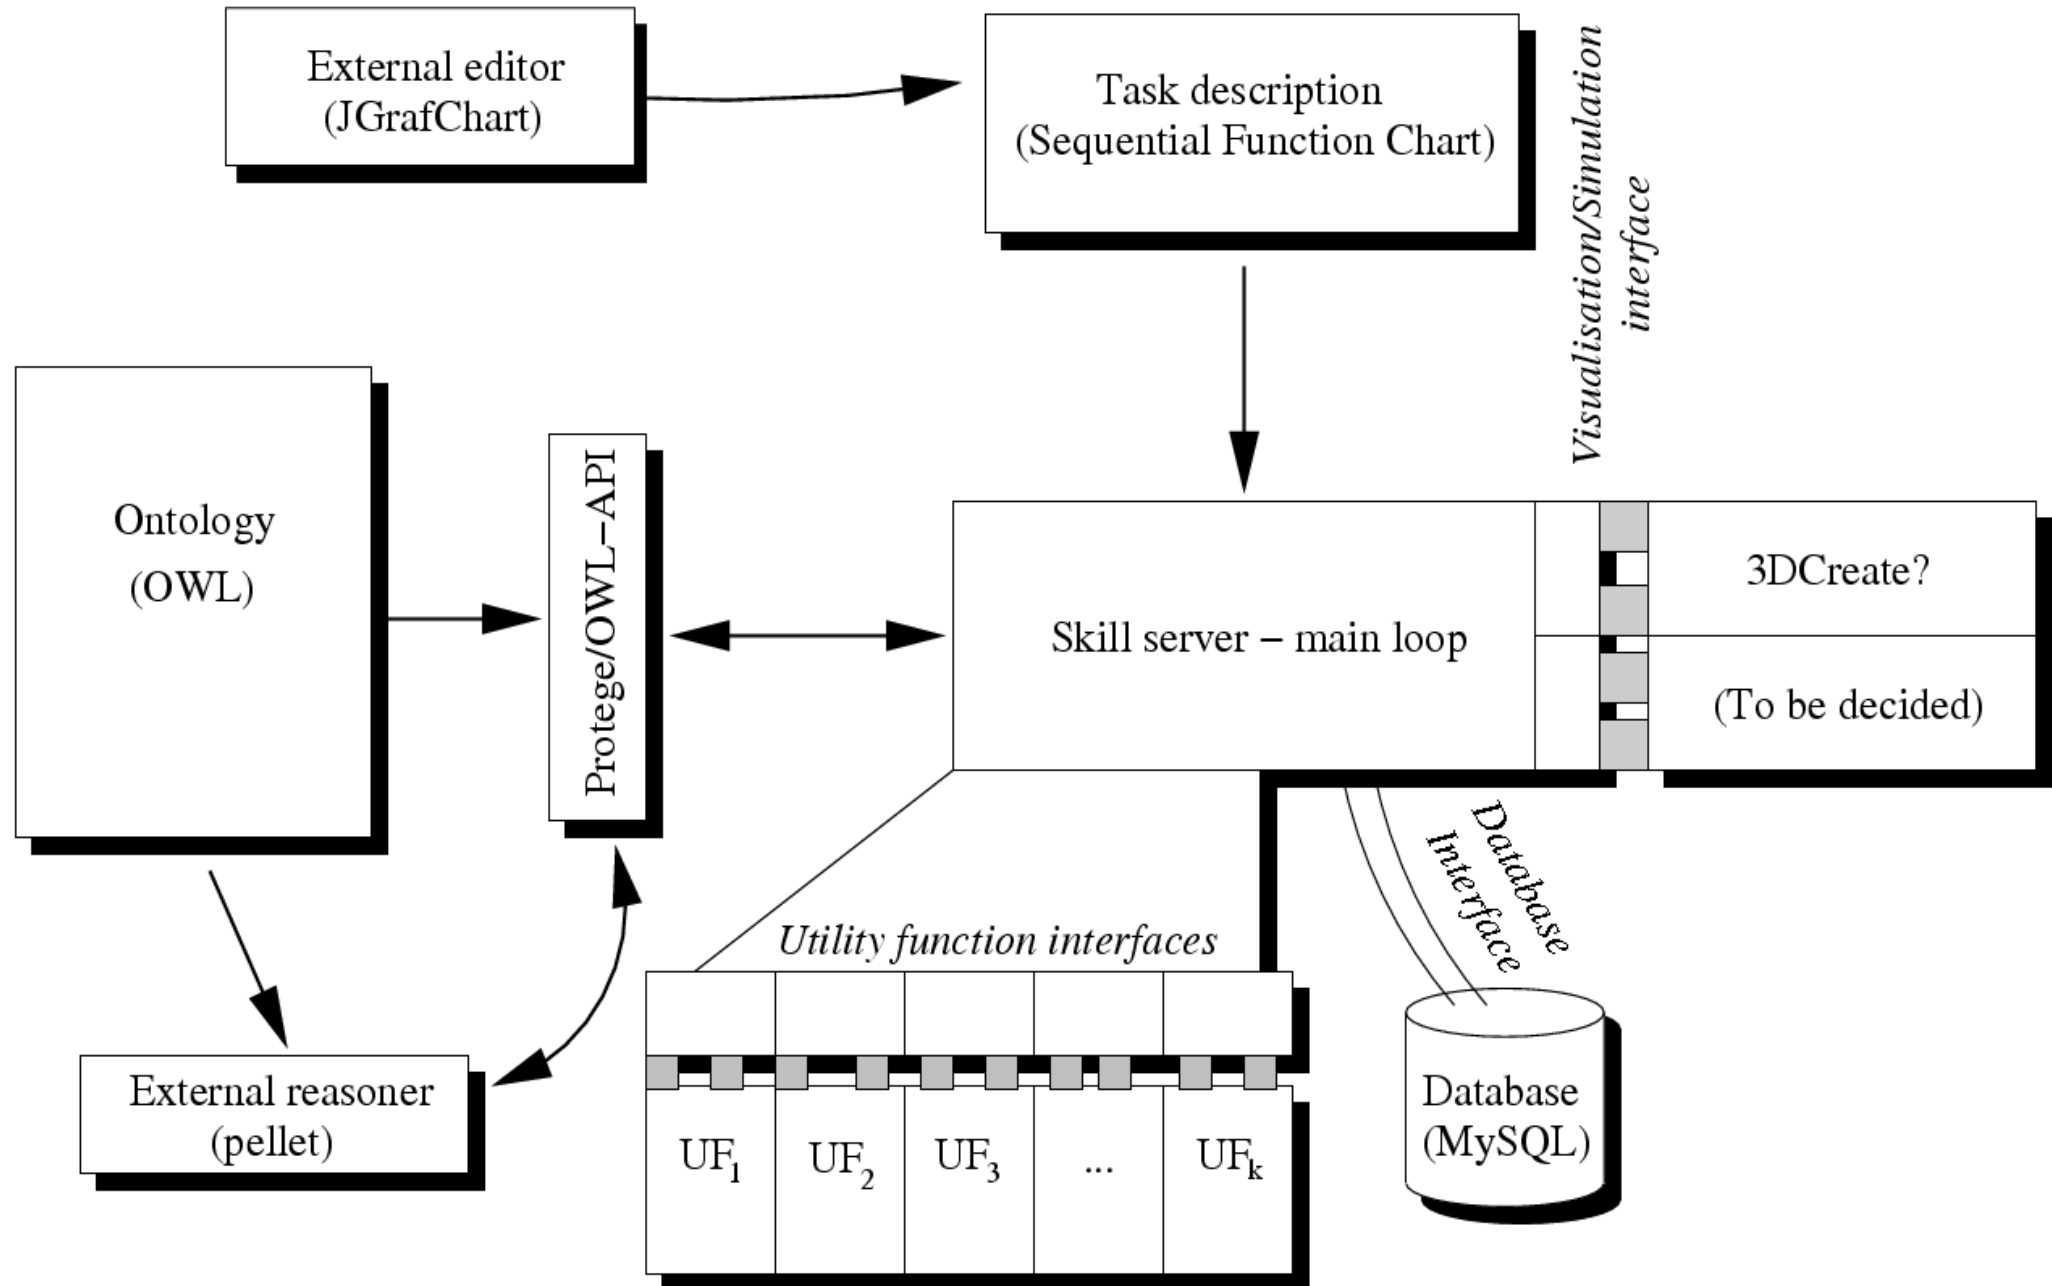 External editor
(JGrafChart)
Task description
(Sequential Function Chart)
Visualisation/Simulation
interface
Ontology
(OWL)
Protege/OWL–API
Skill server – main loop
3DCreate?
(To be decided)
Database
Interface
Utility function interfaces
External reasoner
(pellet)
UF1
UF2
UF3
...
UFk
Database
(MySQL)